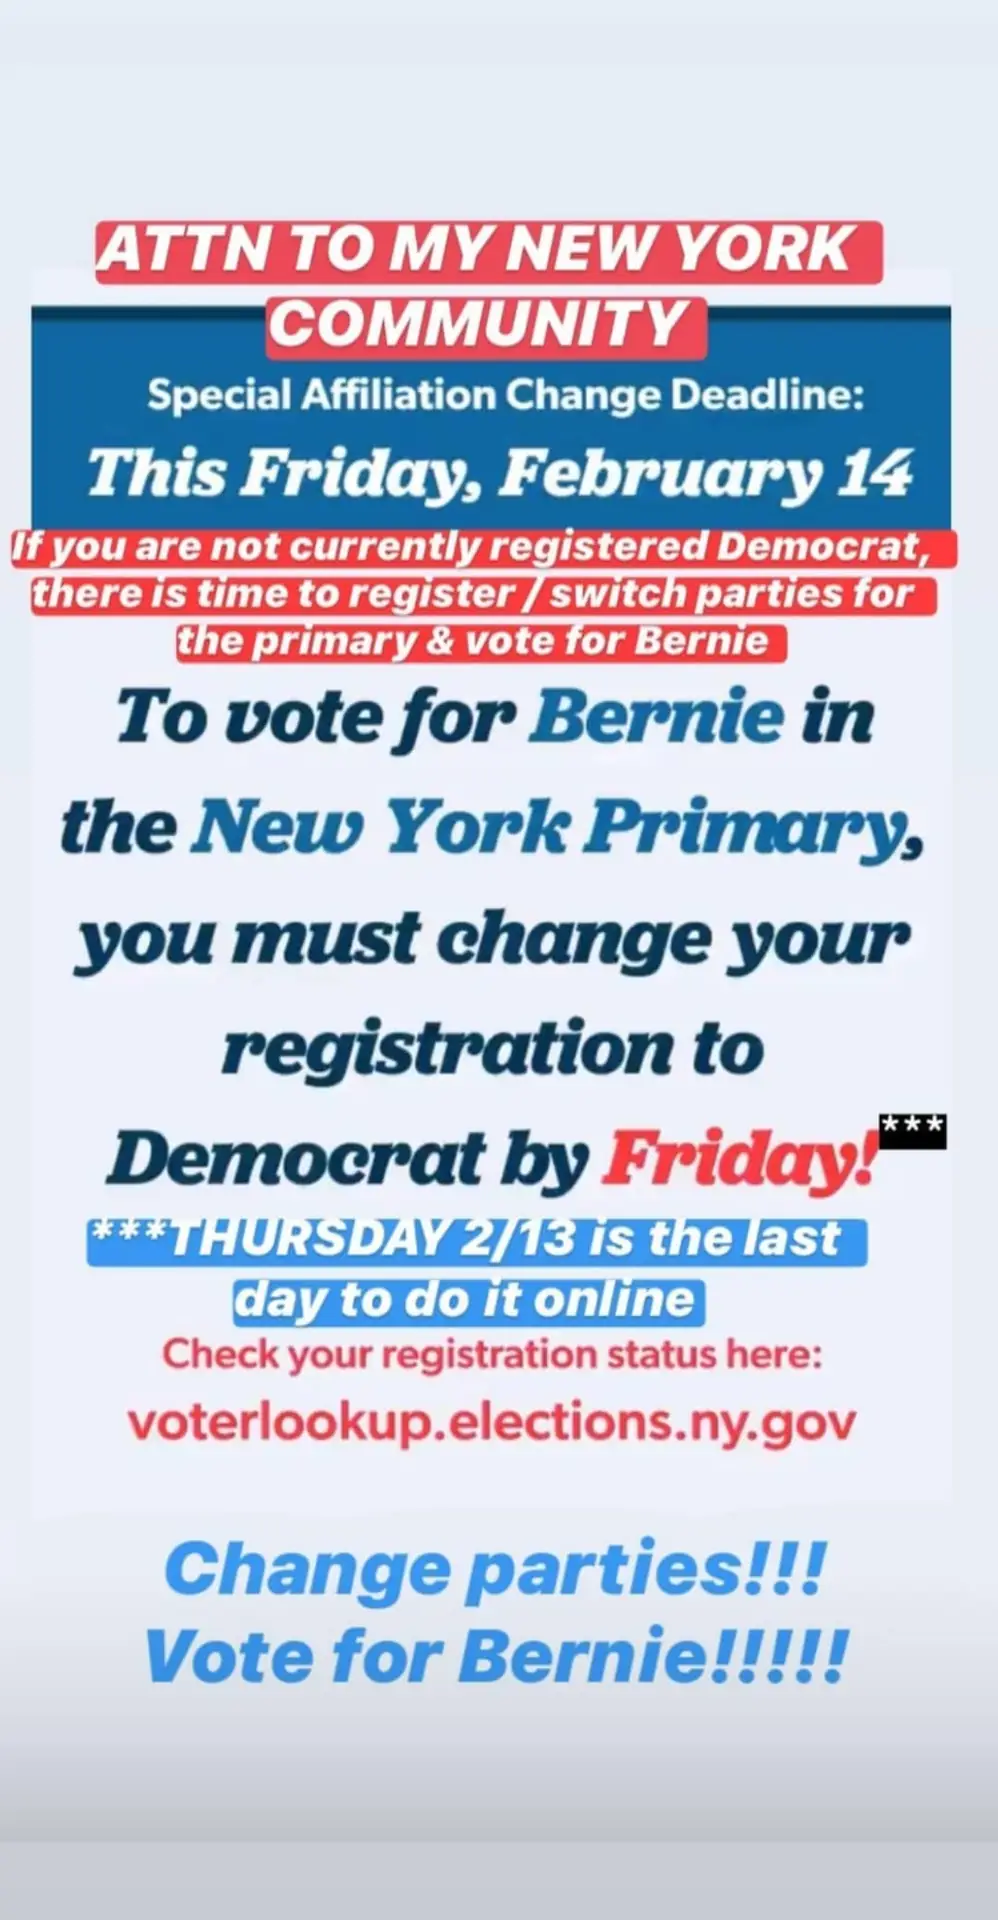 ATTN TO MY NEW YORK
COMMUNITY
Special Affiliation Change Deadline:
This Friday, February 14
If you are not currently registered Democrat,
there is time to register / switch parties for
the primary & vote for Bernie
To vote for Bernie in
the New York Primary,
you must change your
registration to
Democrat by Friday!***
***THURSDAY 2/13 is the last
day to do it online
Check your registration status here:
voterlookup.elections.ny.gov
Change parties!!!
Vote for Bernie!!!!!